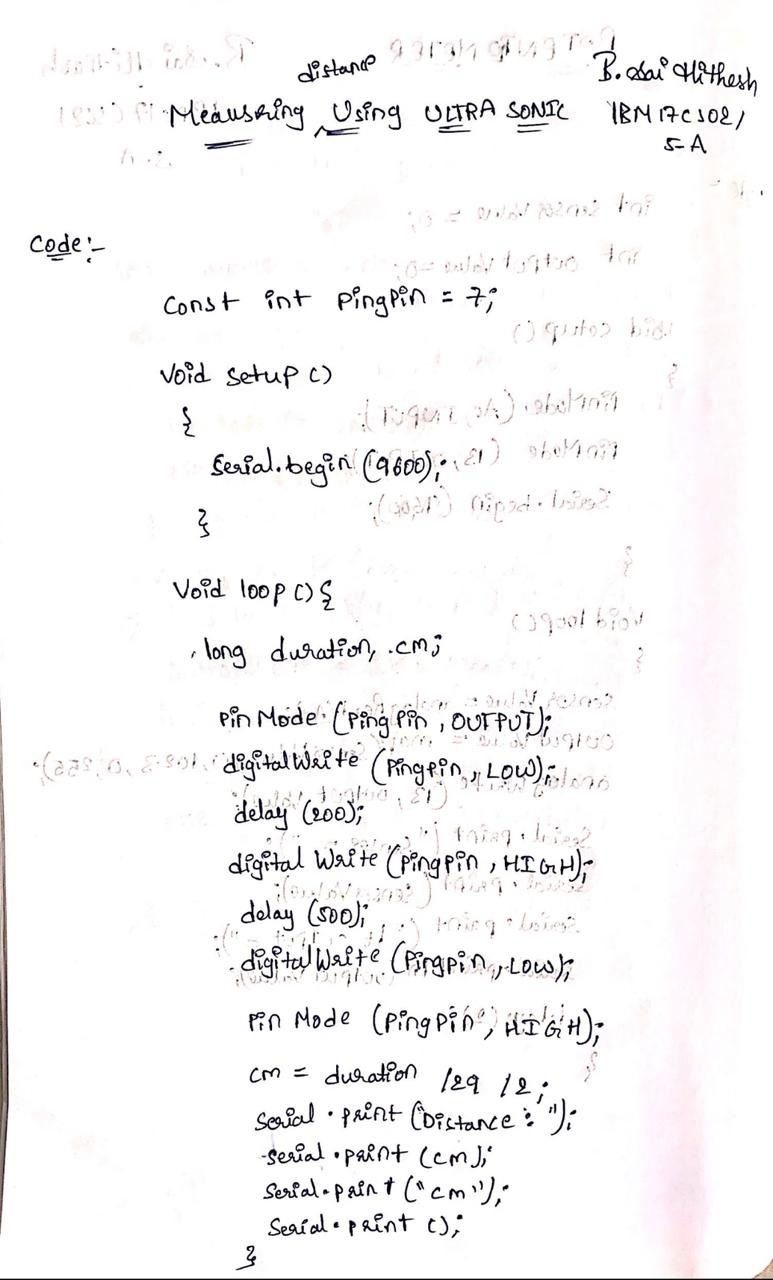 distance
B. Sai Hithesh
Meausring Using ULTRA SONIC
1BM17CS021
5-A
Code:-
Const int PingPin = 7;
Void setup ()
{
Serial.begin (9600);
}
Void loop () {
long duration, cm;
Pin Mode (Ping Pin, OUTPUT);
digitalWrite (Pingpin, LOW);
delay (200);
digital Write (Pingpin, HIGH);
delay (500);
digitalWrite (Pingpin, LOW);
Pin Mode (PingPin, HIGH);
cm = duration /29 /2;
Serial.print ("Distance: ");
serial.print (cm);
Serial.print ("cm");
Serial.print ();
}